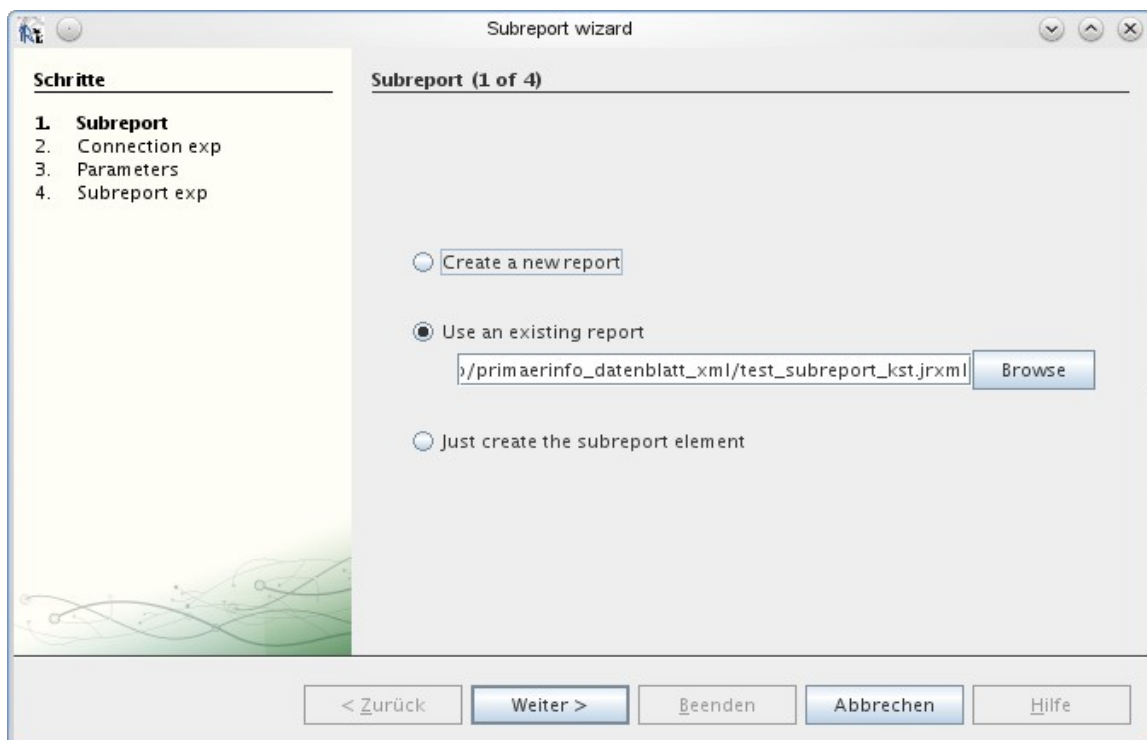 Subreport wizard
Schritte
1. Subreport
2. Connection exp
3. Parameters
4. Subreport exp
Subreport (1 of 4)
Create a new report
Use an existing report
/primaerinfo_datenblatt_xml/test_subreport_kst.jrxml
Browse
Just create the subreport element
< Zurück
Weiter >
Beenden
Abbrechen
Hilfe